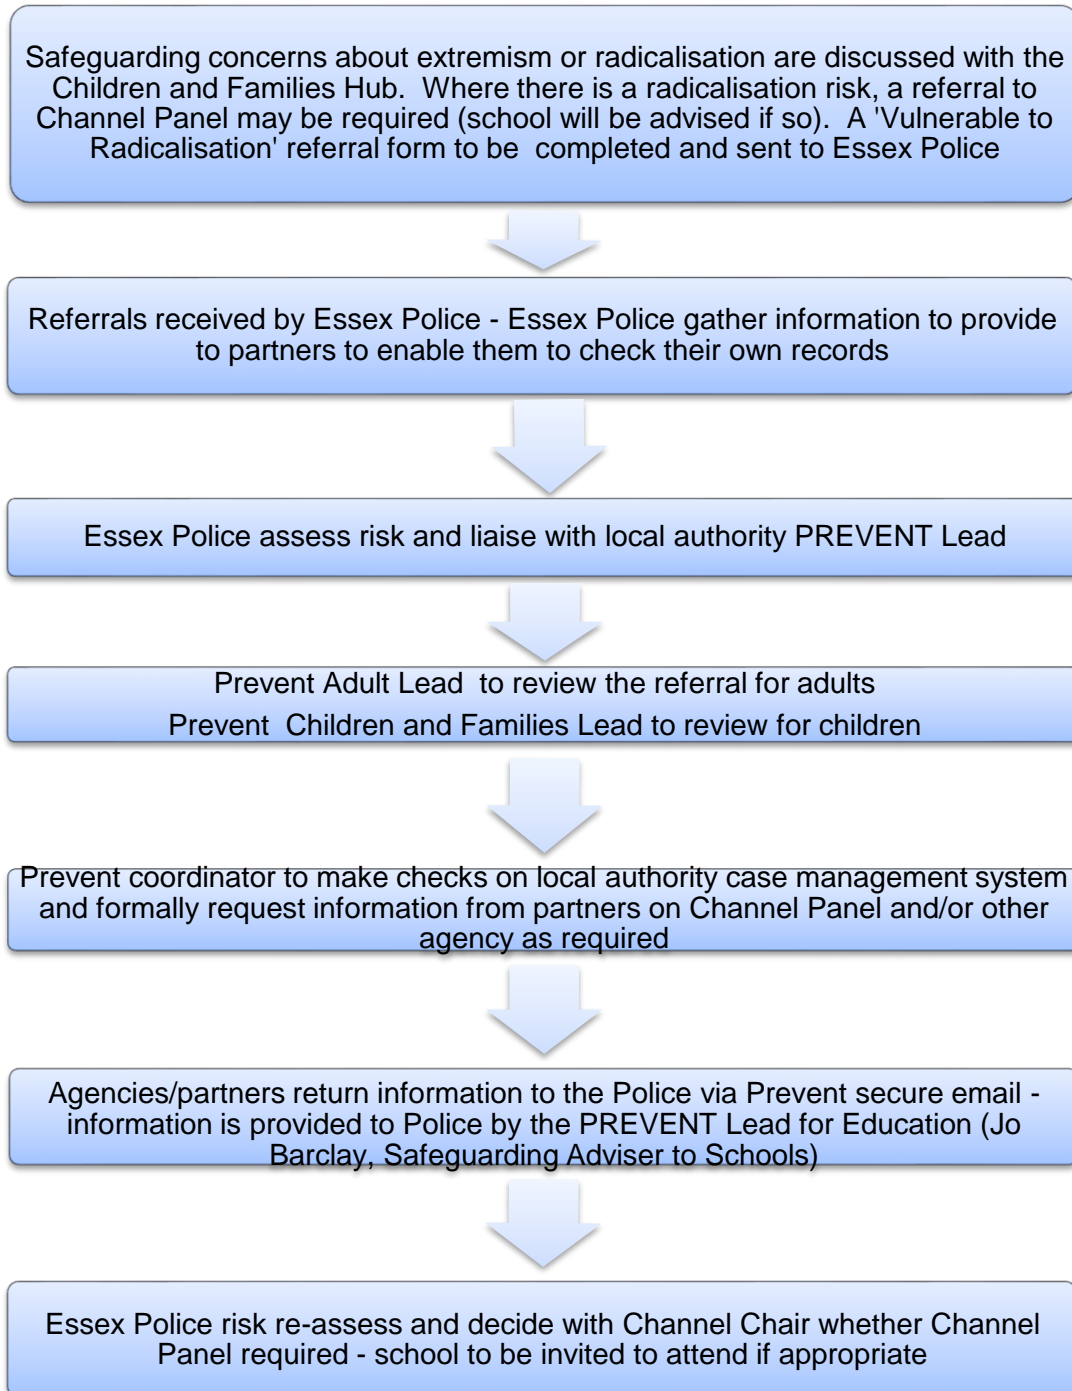 Safeguarding concerns about extremism or radicalisation are discussed with the
Children and Families Hub.  Where there is a radicalisation risk, a referral to
Channel Panel may be required (school will be advised if so).  A 'Vulnerable to
Radicalisation' referral form to be  completed and sent to Essex Police
Referrals received by Essex Police - Essex Police gather information to provide
to partners to enable them to check their own records
Essex Police assess risk and liaise with local authority PREVENT Lead
Prevent Adult Lead  to review the referral for adults
Prevent  Children and Families Lead to review for children
Prevent coordinator to make checks on local authority case management system
and formally request information from partners on Channel Panel and/or other
agency as required
Agencies/partners return information to the Police via Prevent secure email -
information is provided to Police by the PREVENT Lead for Education (Jo
Barclay, Safeguarding Adviser to Schools)
Essex Police risk re-assess and decide with Channel Chair whether Channel
Panel required - school to be invited to attend if appropriate